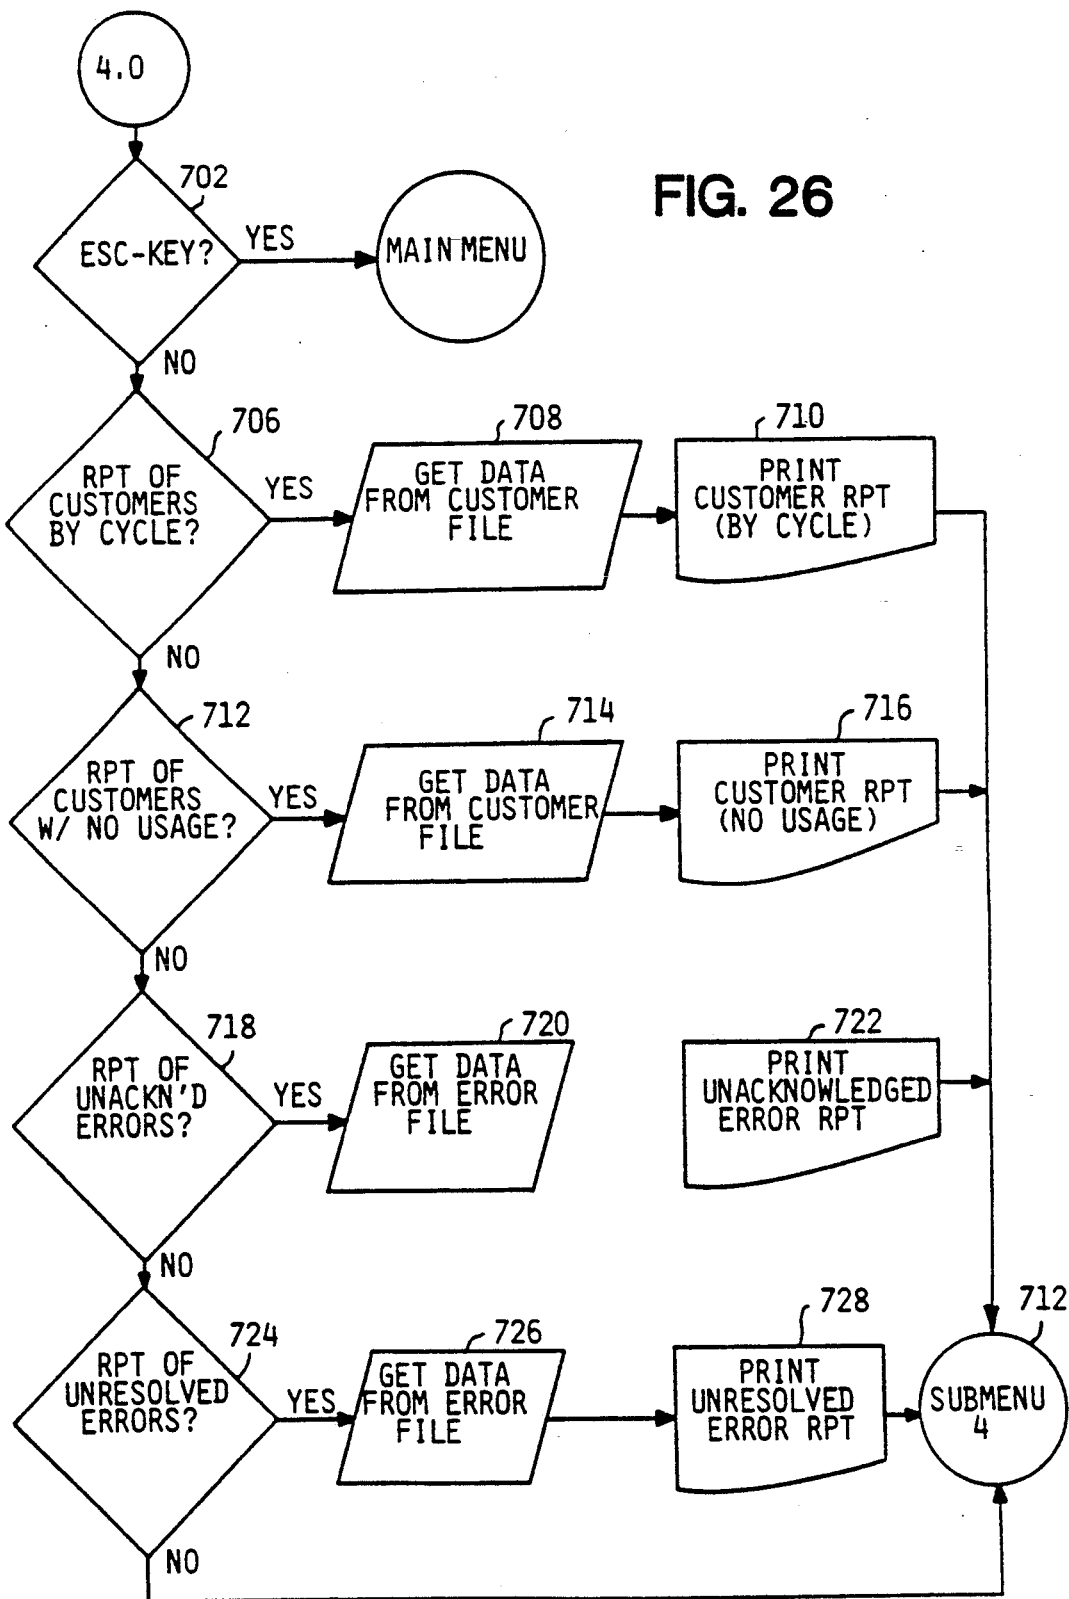 4.0
702
FIG. 26
ESC-KEY?
YES
MAIN MENU
NO
706
708
710
RPT OF
CUSTOMERS
BY CYCLE?
YES
GET DATA
FROM CUSTOMER
FILE
PRINT
CUSTOMER RPT
(BY CYCLE)
NO
712
714
716
RPT OF
CUSTOMERS
W/ NO USAGE?
YES
GET DATA
FROM CUSTOMER
FILE
PRINT
CUSTOMER RPT
(NO USAGE)
NO
718
720
722
RPT OF
UNACKN'D
ERRORS?
YES
GET DATA
FROM ERROR
FILE
PRINT
UNACKNOWLEDGED
ERROR RPT
NO
724
726
728
712
RPT OF
UNRESOLVED
ERRORS?
YES
GET DATA
FROM ERROR
FILE
PRINT
UNRESOLVED
ERROR RPT
SUBMENU
4
NO